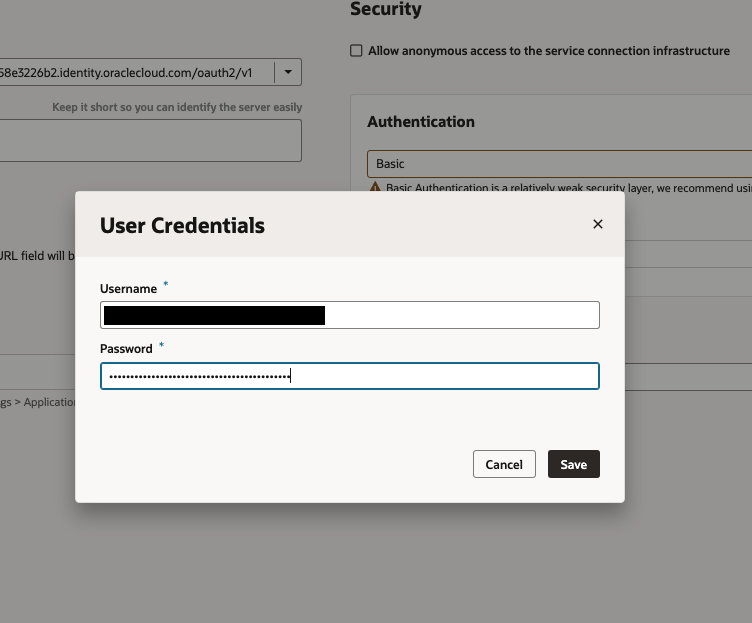 Security
Allow anonymous access to the service connection infrastructure
58e3226b2.identity.oraclecloud.com/oauth2/v1
Keep it short so you can identify the server easily
Authentication
Basic
Basic Authentication is a relatively weak security layer, we recommend usi
User Credentials
URL field will b
Username *
Password *
gs > Application
Cancel
Save